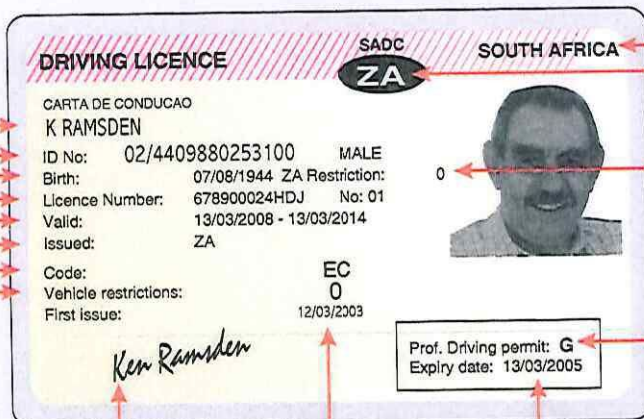 DRIVING LICENCE
SADC
ZA
SOUTH AFRICA
CARTA DE CONDUCAO
K RAMSDEN
ID No: 02/4409880253100 MALE
Birth: 07/08/1944 ZA Restriction: 0
Licence Number: 678900024HDJ No: 01
Valid: 13/03/2008 - 13/03/2014
Issued: ZA
Code: EC
Vehicle restrictions: 0
First issue: 12/03/2003
Ken Ramsden
Prof. Driving permit: G
Expiry date: 13/03/2005